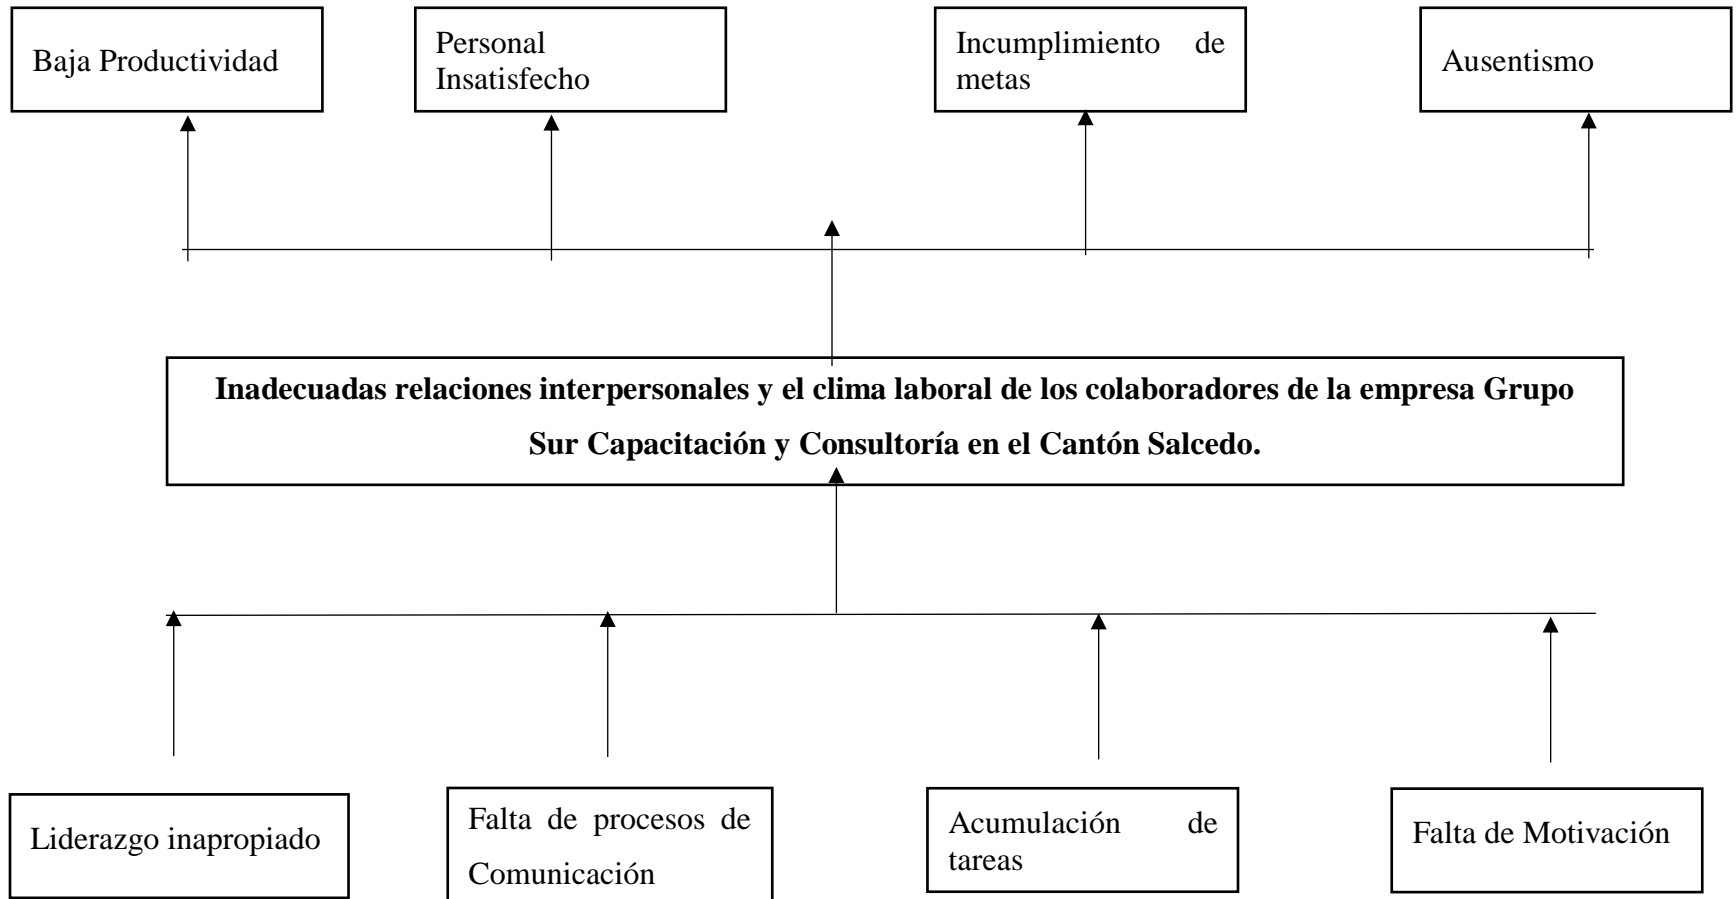 Baja Productividad
Personal
Insatisfecho
Incumplimiento de
metas
Ausentismo
Inadecuadas relaciones interpersonales y el clima laboral de los colaboradores de la empresa Grupo
Sur Capacitación y Consultoría en el Cantón Salcedo.
Liderazgo inapropiado
Falta de procesos de
Comunicación
Acumulación de
tareas
Falta de Motivación